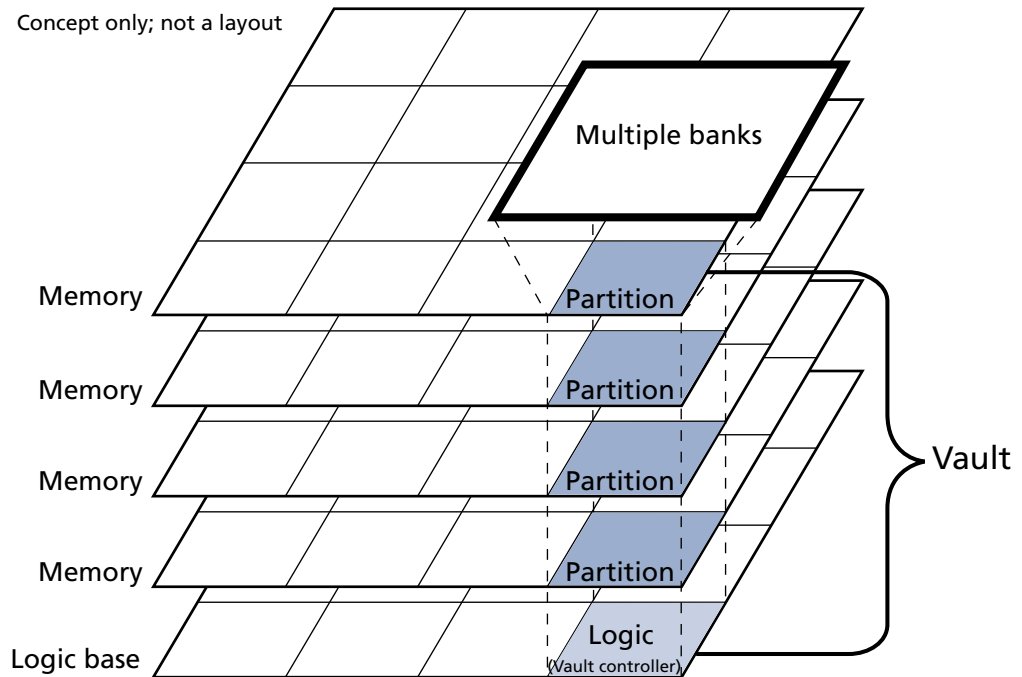 Concept only; not a layout
Multiple banks
Memory
Partition
Memory
Partition
Memory
Partition
Vault
Memory
Partition
Logic base
Logic
(Vault controller)